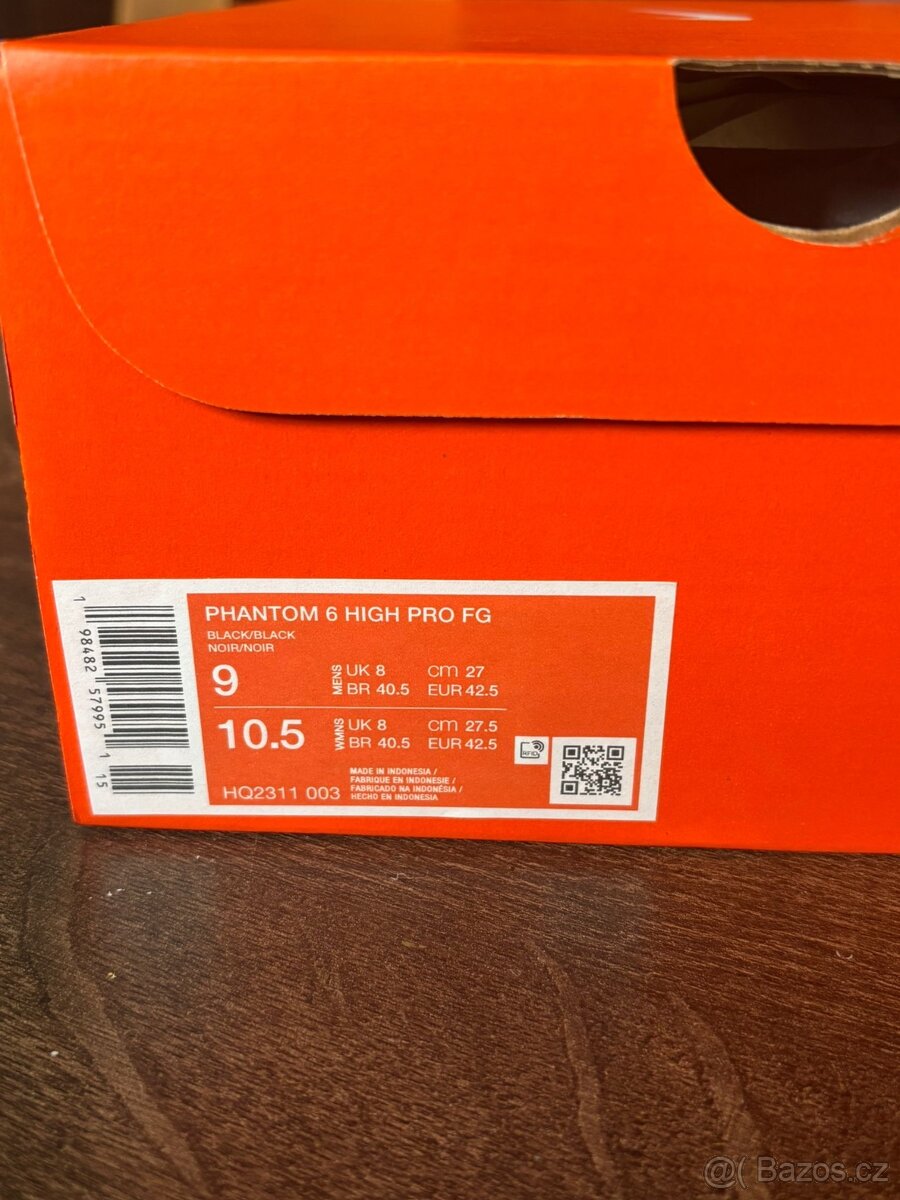 PHANTOM 6 HIGH PRO FG
BLACK/BLACK
NOIR/NOIR
9 MENS UK 8 cm 27
BR 40.5 EUR 42.5
10.5 WMNS UK 8 cm 27.5
BR 40.5 EUR 42.5
RFID
HQ2311 003
MADE IN INDONESIA /
FABRIQUE EN INDONESIE /
FABRICADO NA INDONÉSIA /
HECHO EN INDONESIA
1 98482 57995 1 15
@( Bazos.cz